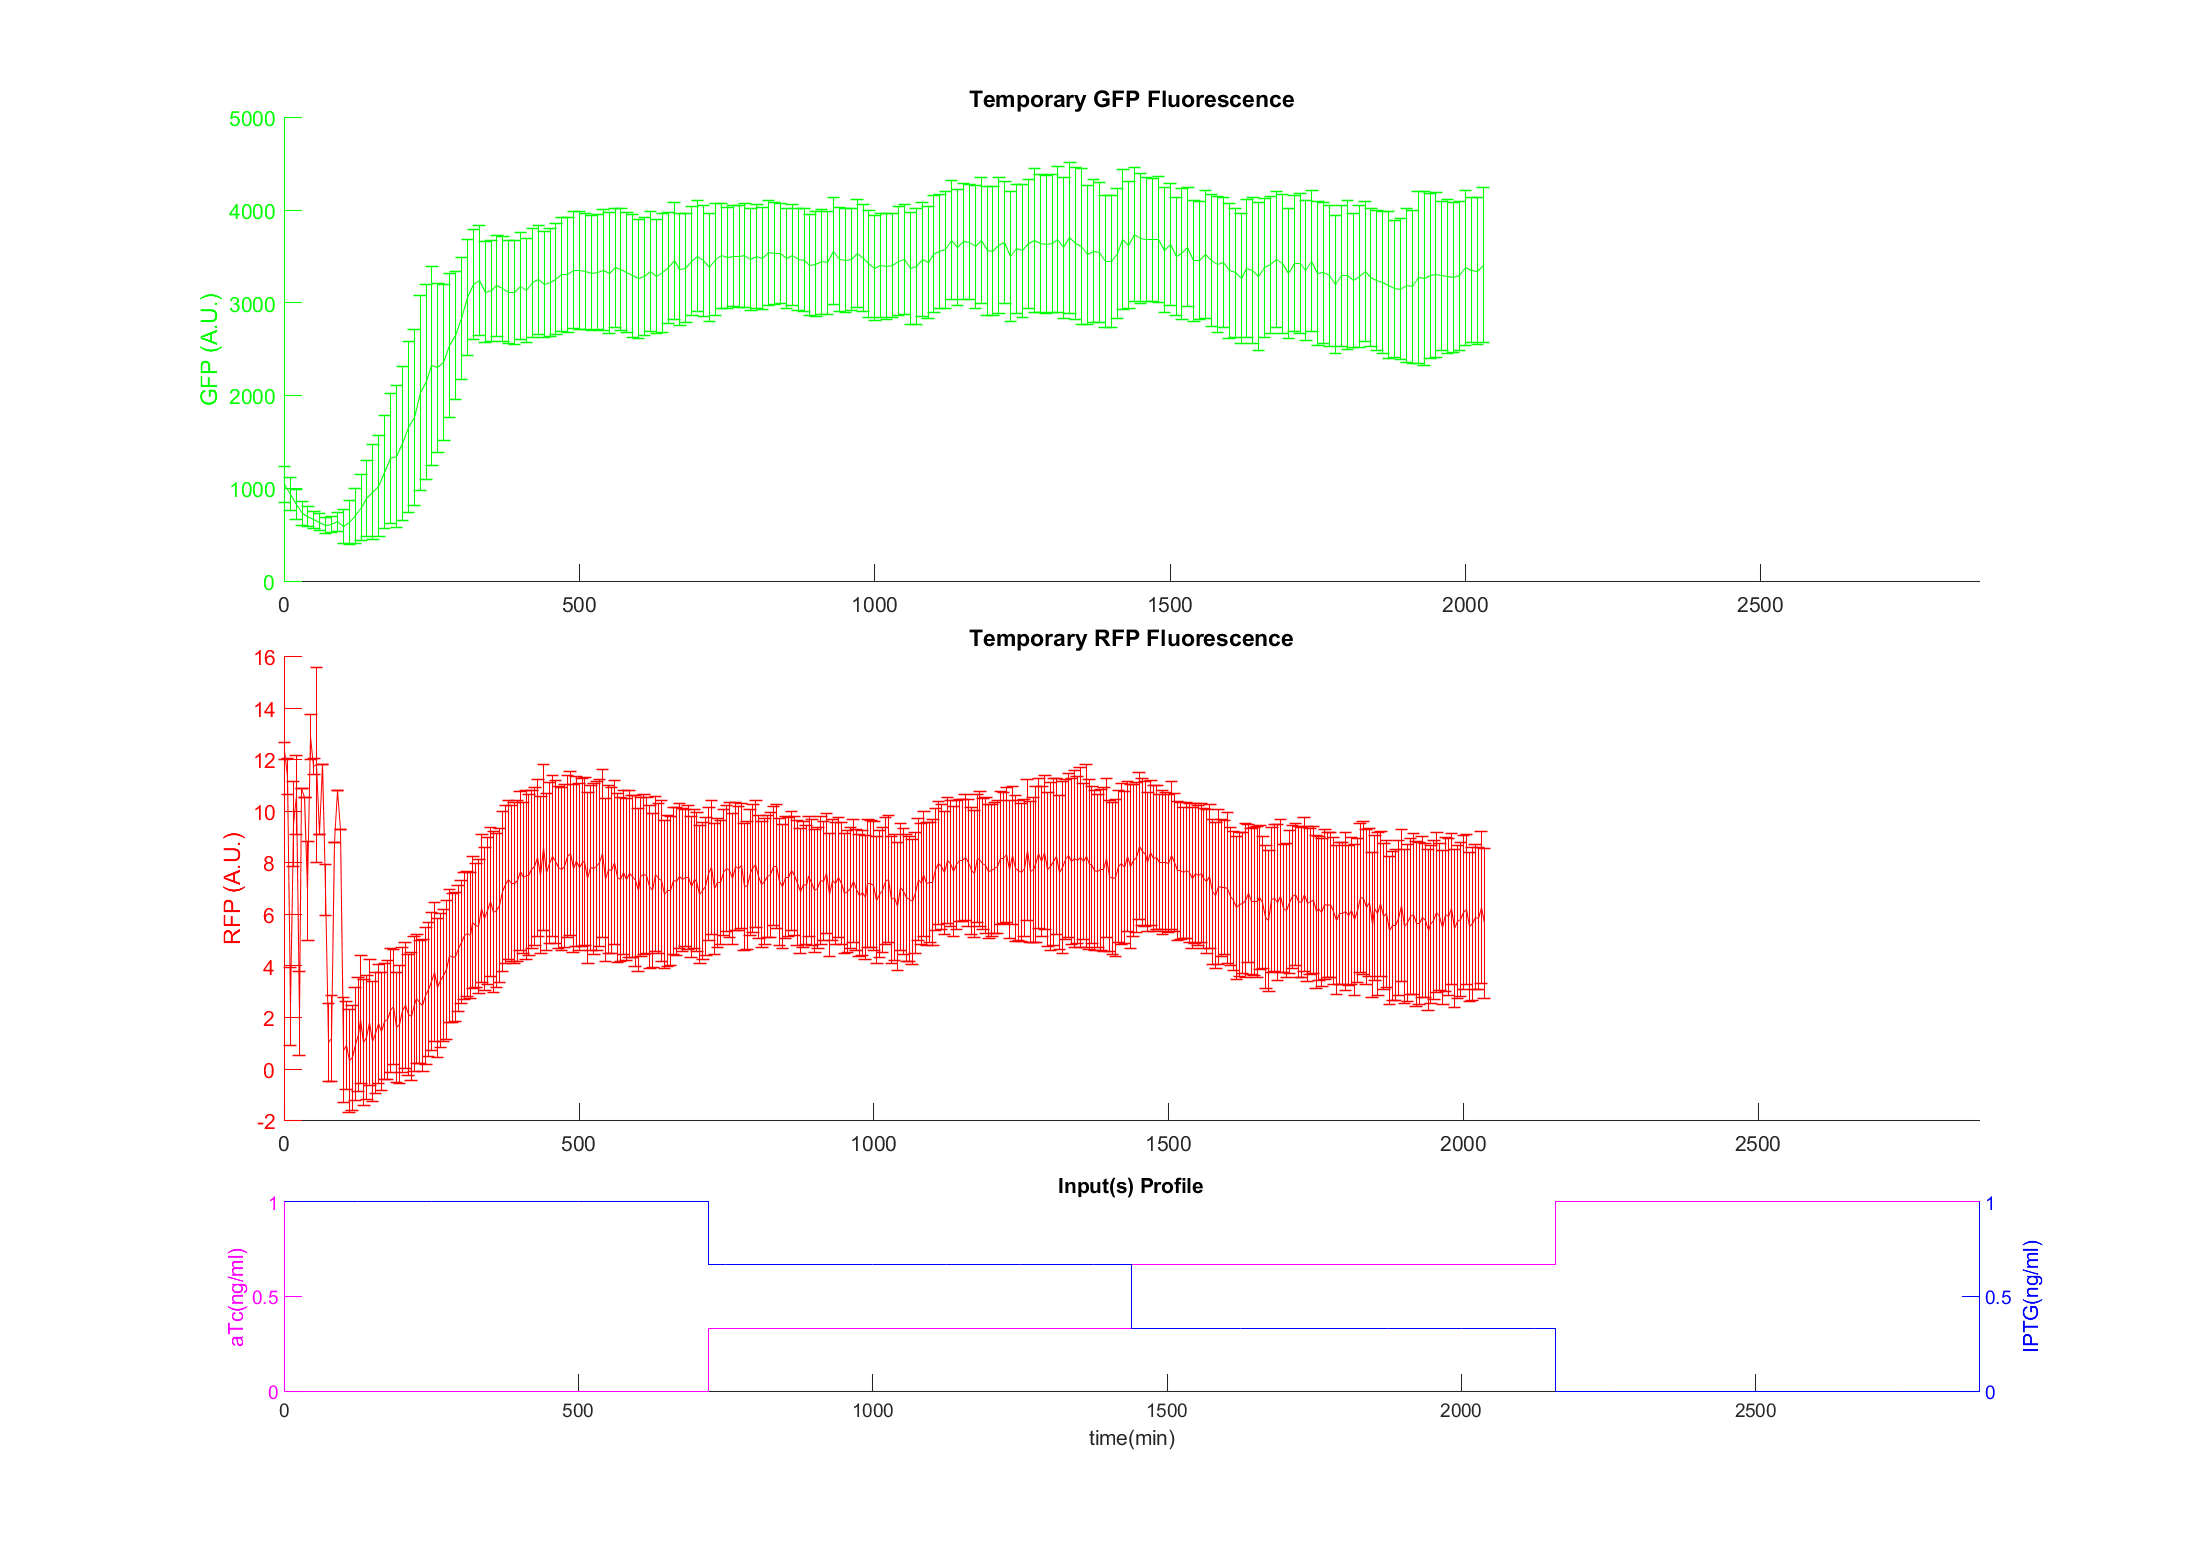 Temporary GFP Fluorescence
GFP (A.U.)
5000
4000
3000
2000
1000
0
0 500 1000 1500 2000 2500
Temporary RFP Fluorescence
RFP (A.U.)
16
14
12
10
8
6
4
2
0
-2
0 500 1000 1500 2000 2500
Input(s) Profile
aTc(ng/ml)
1
0.5
0
1
0.5
0
IPTG(ng/ml)
0 500 1000 1500 2000 2500
time(min)